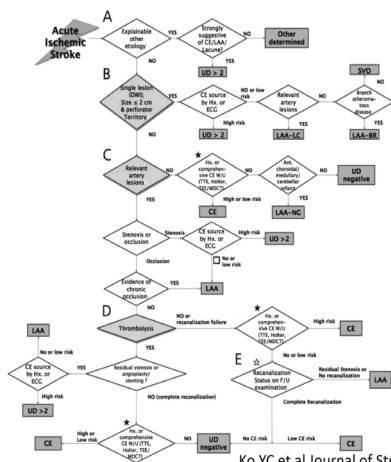 A
Acute
Ischemic
Stroke
Explainable
other
etiology
YES
Strongly
suggestive
of CE/LAA/
Lacune?
NO
Other
determined
NO
YES
UD > 2
B
Single lesion
(DWI);
Size ≤ 2 cm
& perforator
Territory
YES
CE source
by Hx. or
ECG
NO or low
risk
Relevant
artery
lesions
NO
Branch
atheroma-
tous
disease
SVO
NO
High risk
YES
YES
UD > 2
LAA-LC
LAA-BR
NO
C
Relevant
artery
lesions
NO
★
Hx. or
comprehen-
sive CE W/U
(TTE, Holter,
TEE/MDCT)
NO
Ant.
choroidal/
medullary/
cerebellar
infarct
NO
UD
negative
High or low risk
YES
CE
LAA-NG
YES
Stenosis or
occlusion
Stenosis
CE source
by Hx. or
ECG
High risk
UD >2
Occlusion
No or
low risk
Evidence of
chronic
occlusion
YES
LAA
NO
D
Thrombolysis
NO or recanalization failure
★
Hx. or
comprehen-
sive CE W/U
(TTE, Holter,
TEE/MDCT)
High risk
CE
YES
No or low risk
LAA
No or low risk
CE source
by Hx. or
ECG
YES
Residual stenosis or
angioplasty/
stenting ?
High risk
UD >2
NO (complete recanalization)
E
☆
Recanalization
Status on F/U
examination
Residual Stenosis or
No recanalization
LAA
Complete Recanalization
CE
High or
Low risk
★
Hx. or
comprehensive
CE W/U
(TTE, Holter, TEE/
MDCT)
NO
UD
negative
No CE risk
Low CE risk
CE
Ko YC et al Journal of Str